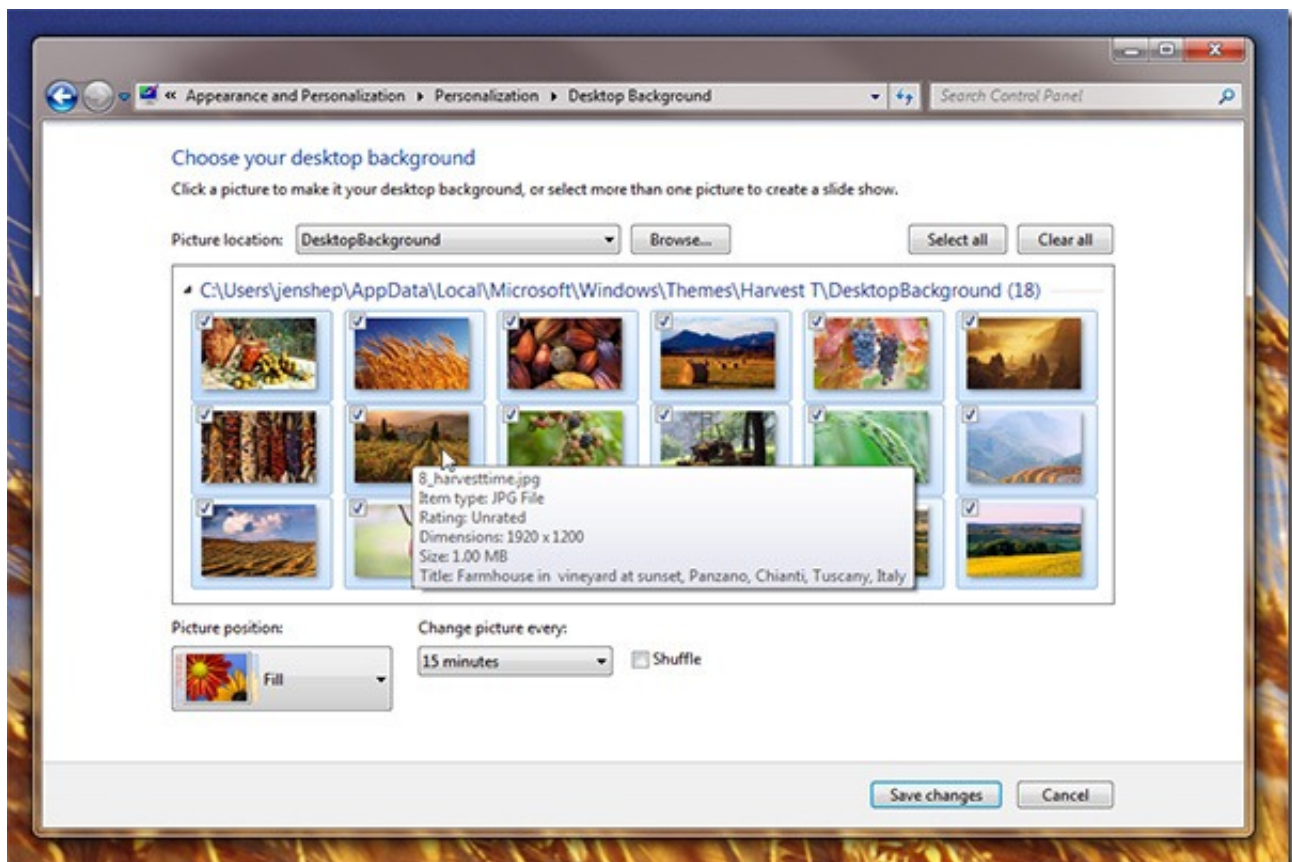 « Appearance and Personalization ▸ Personalization ▸ Desktop Background
Search Control Panel
Choose your desktop background
Click a picture to make it your desktop background, or select more than one picture to create a slide show.
Picture location: DesktopBackground Browse... Select all Clear all
C:\Users\jenshep\AppData\Local\Microsoft\Windows\Themes\Harvest T\DesktopBackground (18)
8_harvesttime.jpg
Item type: JPG File
Rating: Unrated
Dimensions: 1920 x 1200
Size: 1.00 MB
Title: Farmhouse in vineyard at sunset, Panzano, Chianti, Tuscany, Italy
Picture position: Change picture every:
Fill 15 minutes Shuffle
Save changes Cancel